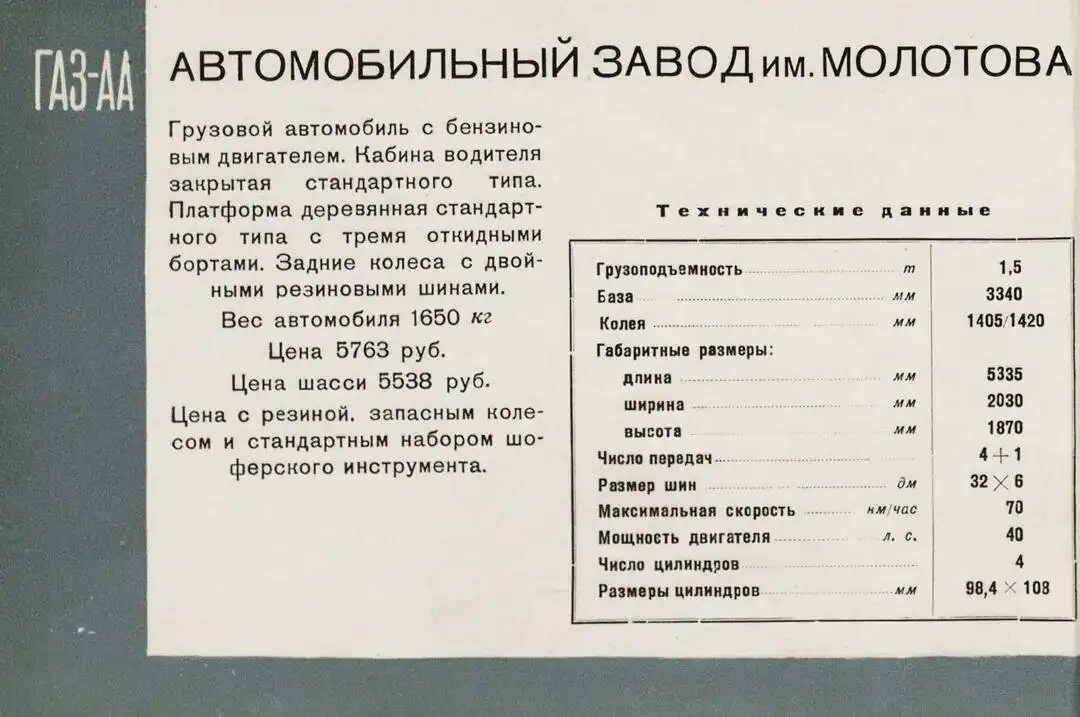 ГАЗ-АА
АВТОМОБИЛЬНЫЙ ЗАВОД им. МОЛОТОВА
Грузовой автомобиль с бензино-
вым двигателем. Кабина водителя
закрытая стандартного типа.
Платформа деревянная стандарт-
ного типа с тремя откидными
бортами. Задние колеса с двой-
ными резиновыми шинами.
Вес автомобиля 1650 кг
Цена 5763 руб.
Цена шасси 5538 руб.
Цена с резиной, запасным коле-
сом и стандартным набором шо-
ферского инструмента.
Технические данные
Грузоподъемность т 1,5
База мм 3340
Колея мм 1405/1420
Габаритные размеры:
длина мм 5335
ширина мм 2030
высота мм 1870
Число передач 4+1
Размер шин дм 32×6
Максимальная скорость км/час 70
Мощность двигателя л. с. 40
Число цилиндров 4
Размеры цилиндров мм 98,4×108